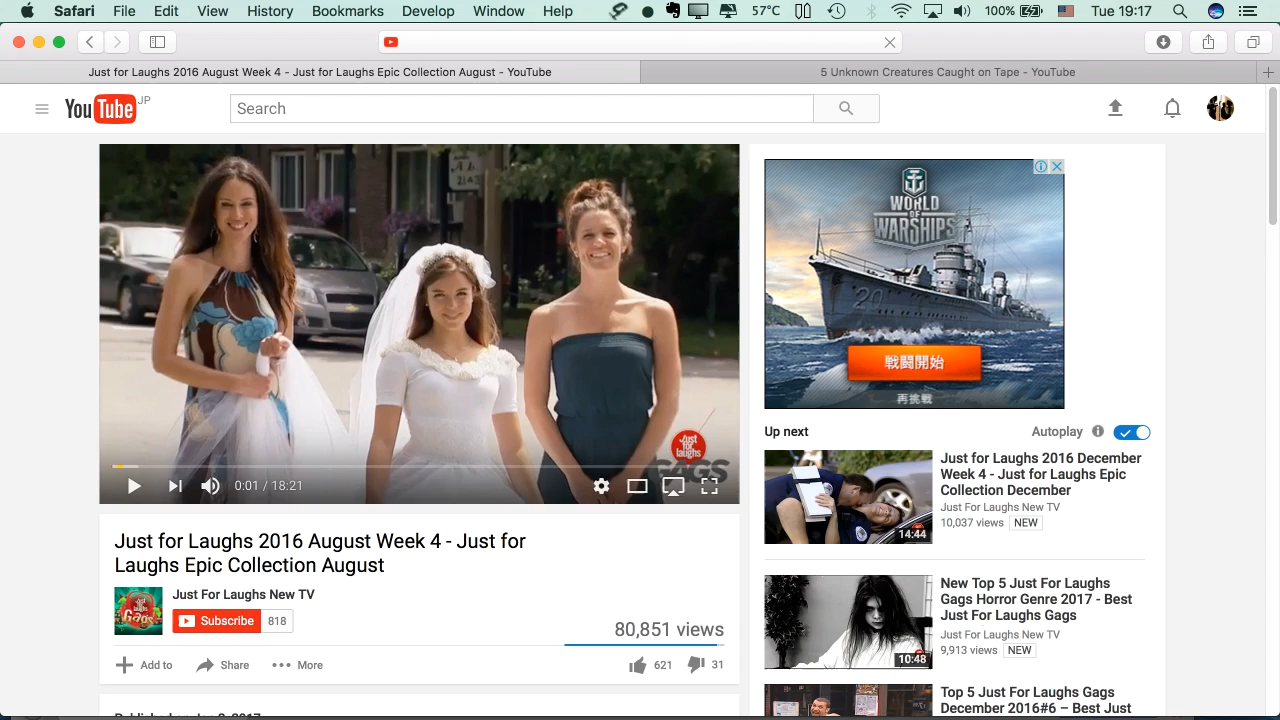 Safari File Edit View History Bookmarks Develop Window Help 57°C 100% Tue 19:17
Just for Laughs 2016 August Week 4 - Just for Laughs Epic Collection August - YouTube
5 Unknown Creatures Caught on Tape - YouTube
YouTube JP
Search
WORLD
OF
WARSHIPS
20
戦闘開始
再挑戦
Just
for
laughs
GAGS
0:01 / 18:21
Just for Laughs 2016 August Week 4 - Just for
Laughs Epic Collection August
Just For Laughs New TV
Subscribe 818
80,851 views
Add to Share More 621 31
Up next Autoplay
Just for Laughs 2016 December
Week 4 - Just for Laughs Epic
Collection December
Just For Laughs New TV
10,037 views NEW
14:44
New Top 5 Just For Laughs
Gags Horror Genre 2017 - Best
Just For Laughs Gags
Just For Laughs New TV
9,913 views NEW
10:48
Top 5 Just For Laughs Gags
December 2016#6 – Best Just